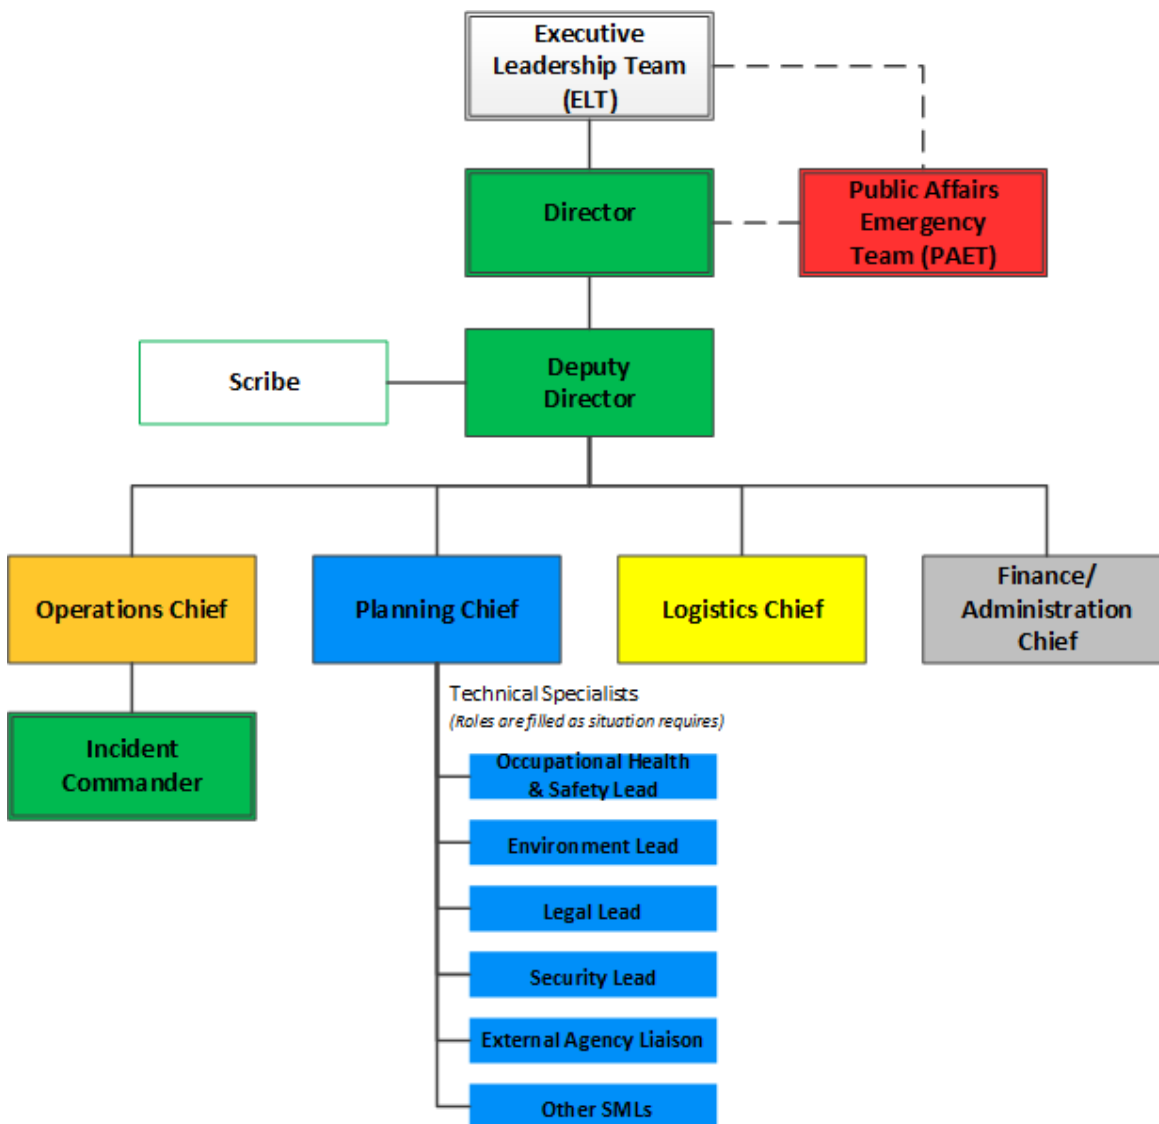 Executive
Leadership Team
(ELT)
Director
Public Affairs
Emergency
Team (PAET)
Scribe
Deputy
Director
Operations Chief
Planning Chief
Logistics Chief
Finance/
Administration
Chief
Incident
Commander
Technical Specialists
(Roles are filled as situation requires)
Occupational Health
& Safety Lead
Environment Lead
Legal Lead
Security Lead
External Agency Liaison
Other SMLs